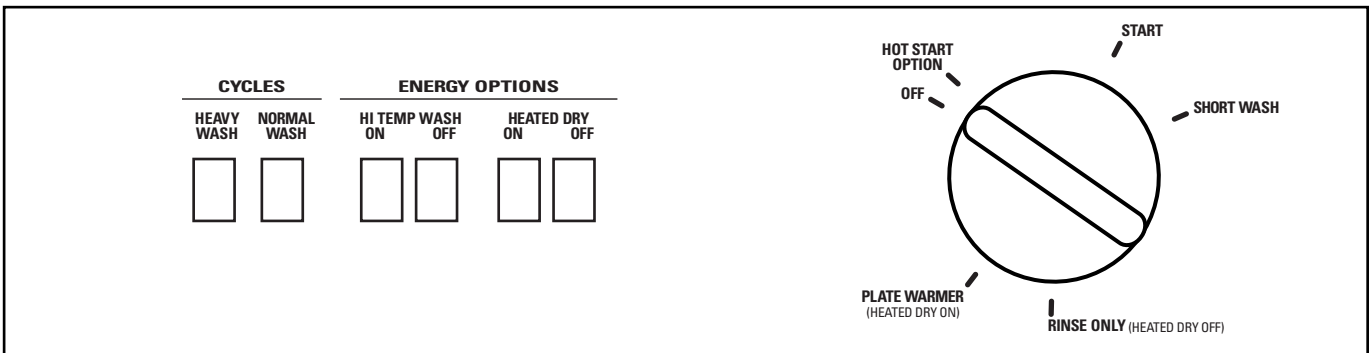 CYCLES
ENERGY OPTIONS
HEAVY WASH
NORMAL WASH
HI TEMP WASH
ON OFF
HEATED DRY
ON OFF
START
HOT START
OPTION
OFF
SHORT WASH
PLATE WARMER
(HEATED DRY ON)
RINSE ONLY (HEATED DRY OFF)